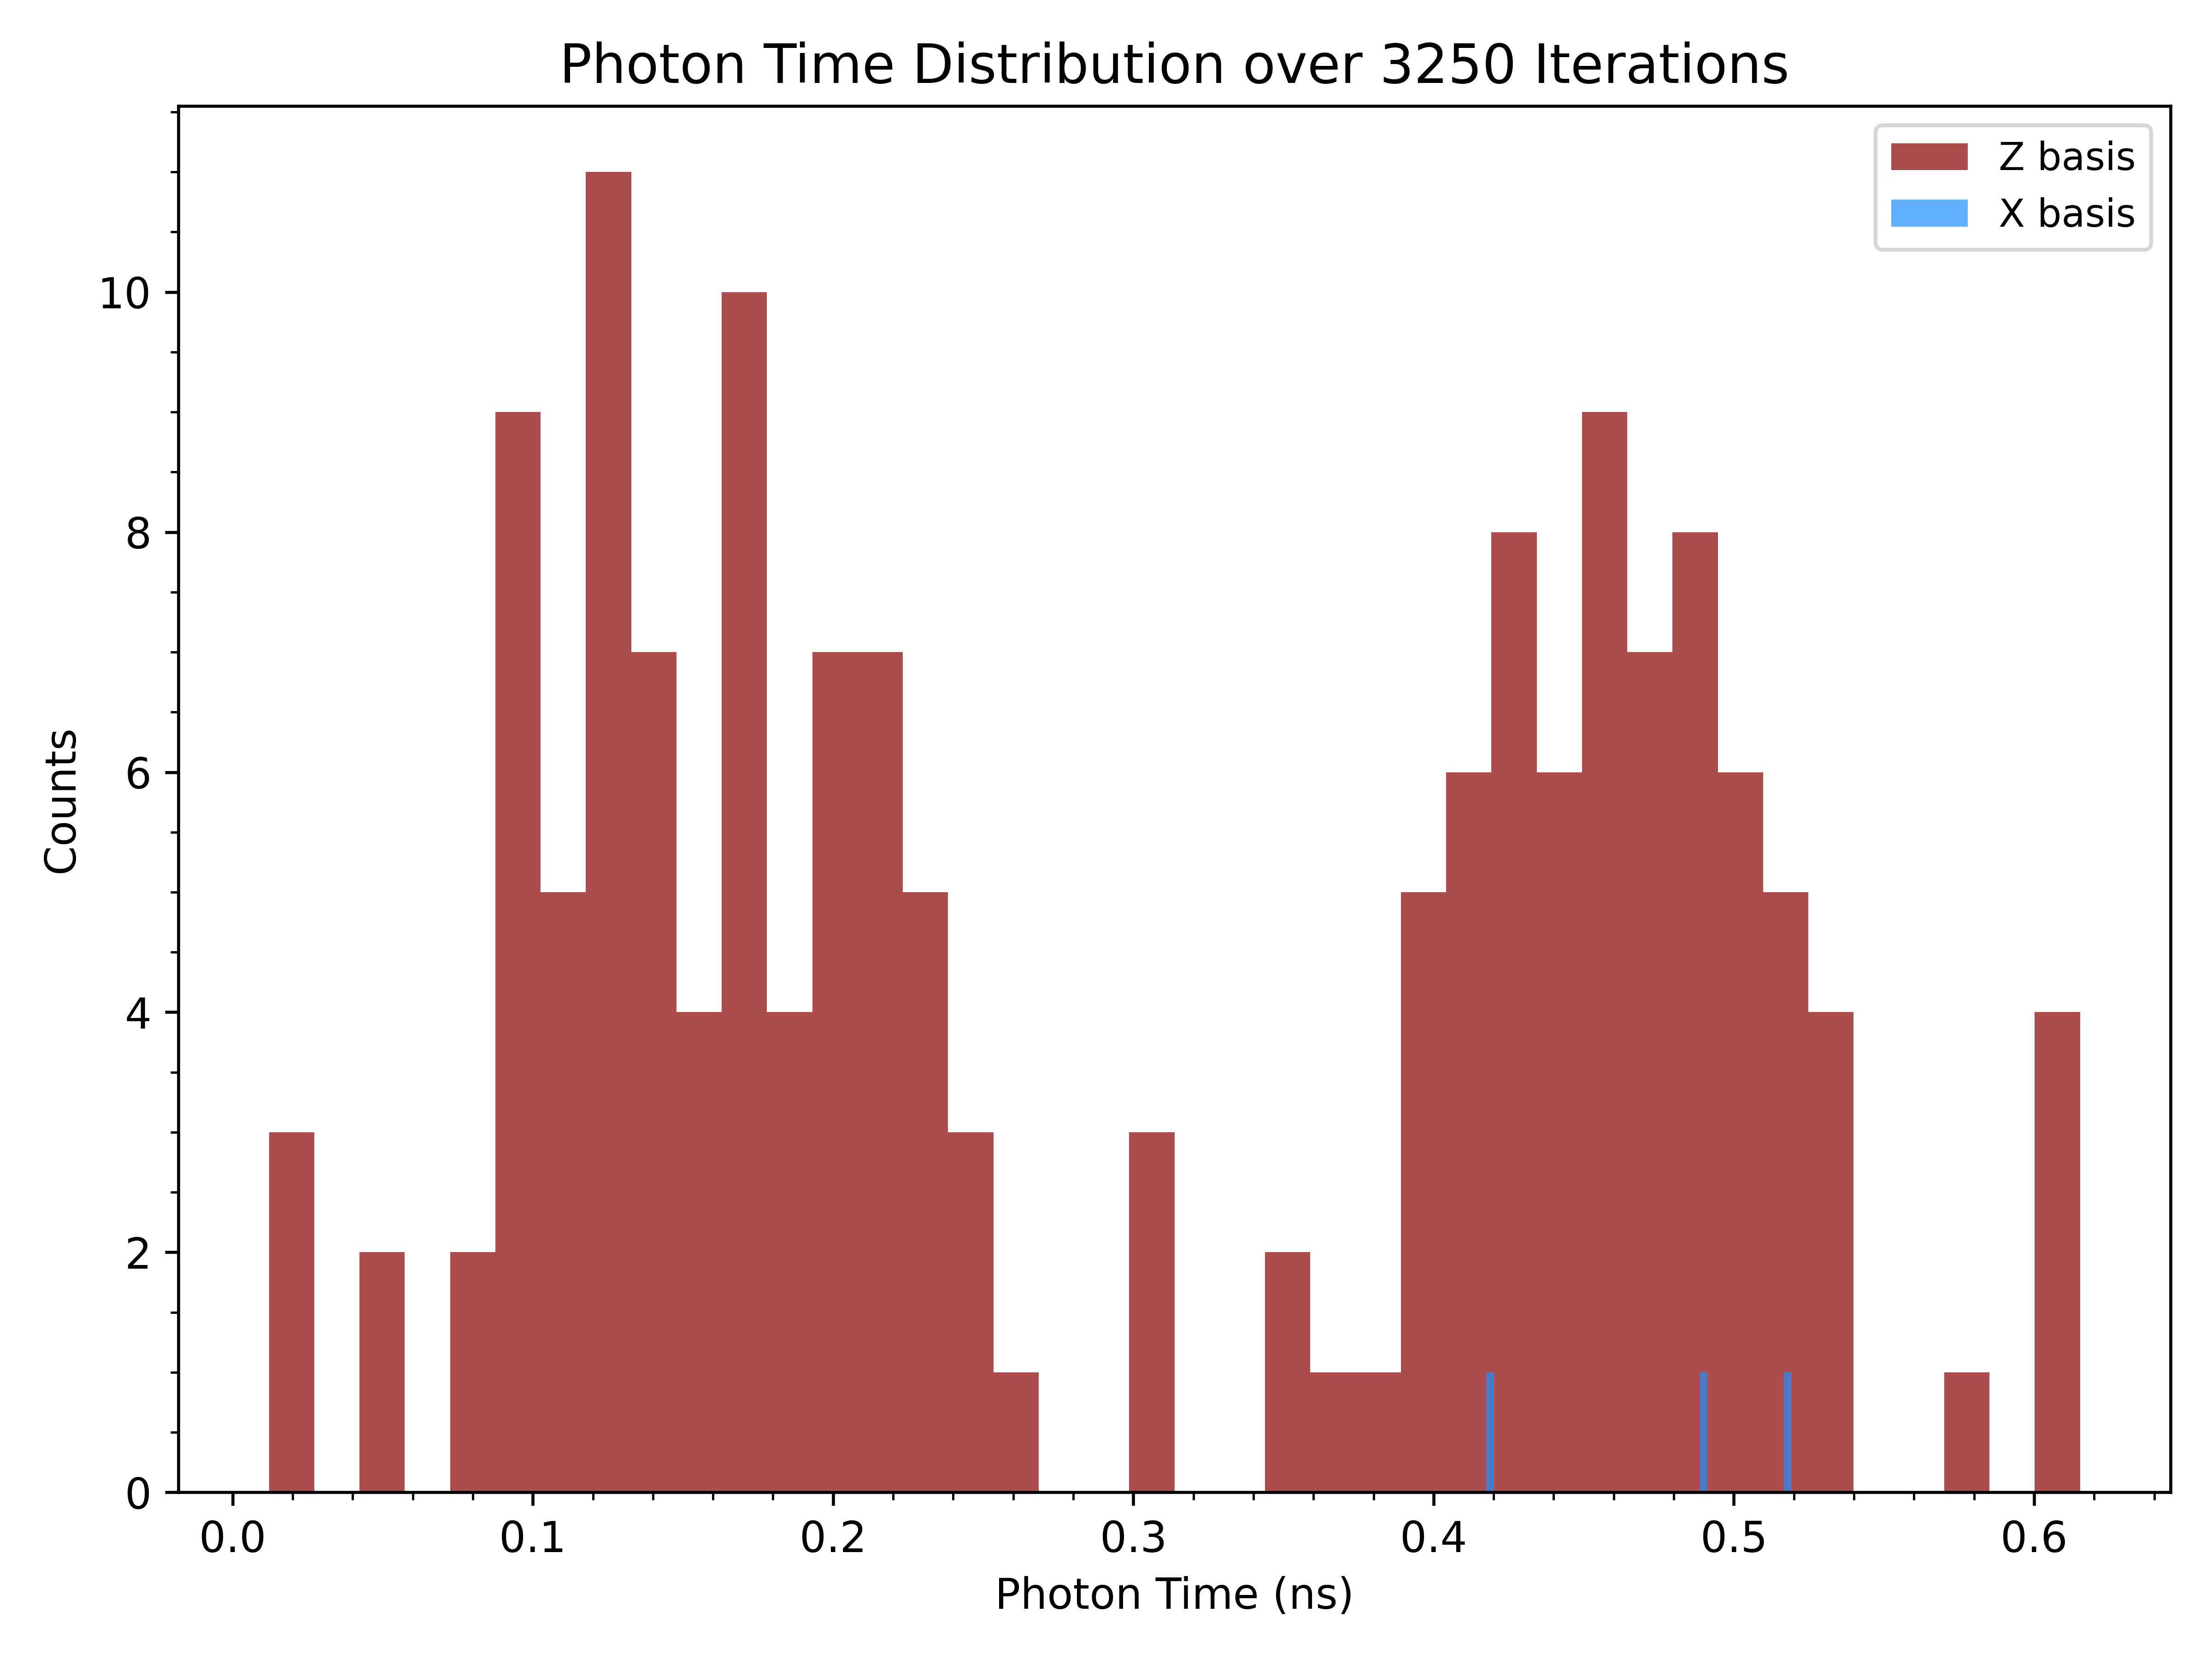 Photon Time Distribution over 3250 Iterations
Z basis
X basis
10
8
6
4
2
0
Counts
0.0 0.1 0.2 0.3 0.4 0.5 0.6
Photon Time (ns)